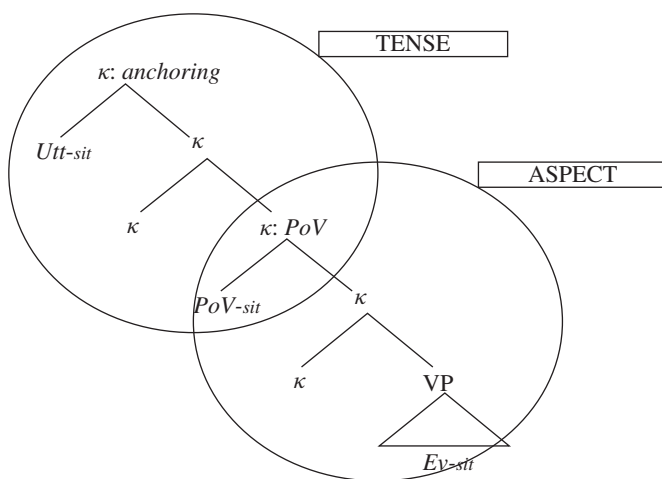 TENSE
κ: anchoring
Utt-sit
κ
ASPECT
κ
κ: PoV
PoV-sit
κ
κ
VP
Ev-sit